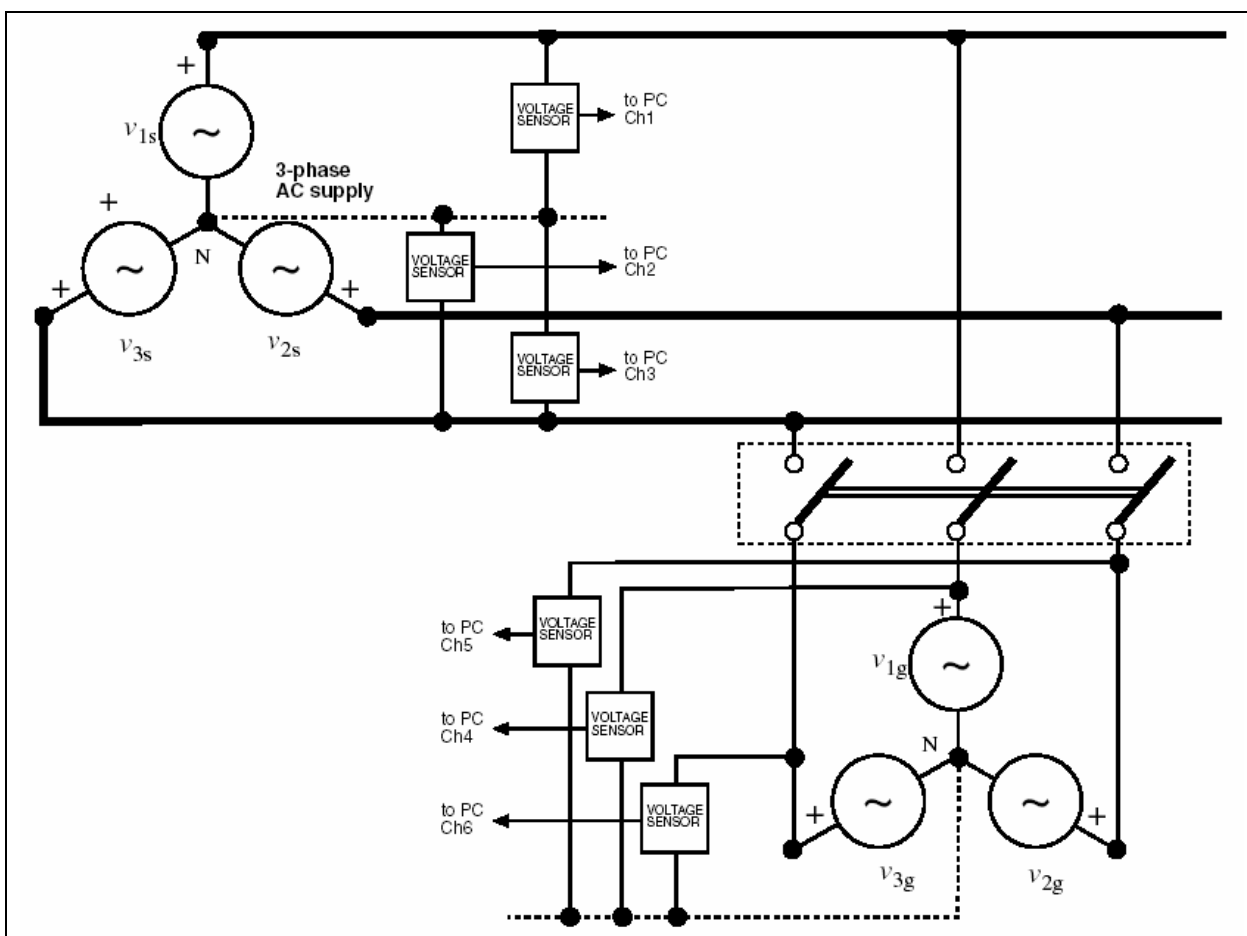 +
VOLTAGE
SENSOR
to PC
Ch1
v1s
~
3-phase
AC supply
+
N
VOLTAGE
SENSOR
to PC
Ch2
~
~
+
+
v3s
v2s
VOLTAGE
SENSOR
to PC
Ch3
to PC
Ch5
VOLTAGE
SENSOR
+
v1g
~
to PC
Ch4
VOLTAGE
SENSOR
N
to PC
Ch6
VOLTAGE
SENSOR
+
~
~
+
v3g
v2g